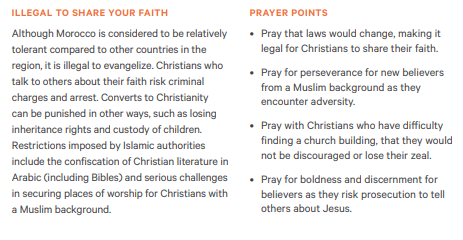 ILLEGAL TO SHARE YOUR FAITH
Although Morocco is considered to be relatively
tolerant compared to other countries in the
region, it is illegal to evangelize. Christians who
talk to others about their faith risk criminal
charges and arrest. Converts to Christianity
can be punished in other ways, such as losing
inheritance rights and custody of children.
Restrictions imposed by Islamic authorities
include the confiscation of Christian literature in
Arabic (including Bibles) and serious challenges
in securing places of worship for Christians with
a Muslim background.
PRAYER POINTS
• Pray that laws would change, making it
legal for Christians to share their faith.
• Pray for perseverance for new believers
from a Muslim background as they
encounter adversity.
• Pray with Christians who have difficulty
finding a church building, that they would
not be discouraged or lose their zeal.
• Pray for boldness and discernment for
believers as they risk prosecution to tell
others about Jesus.